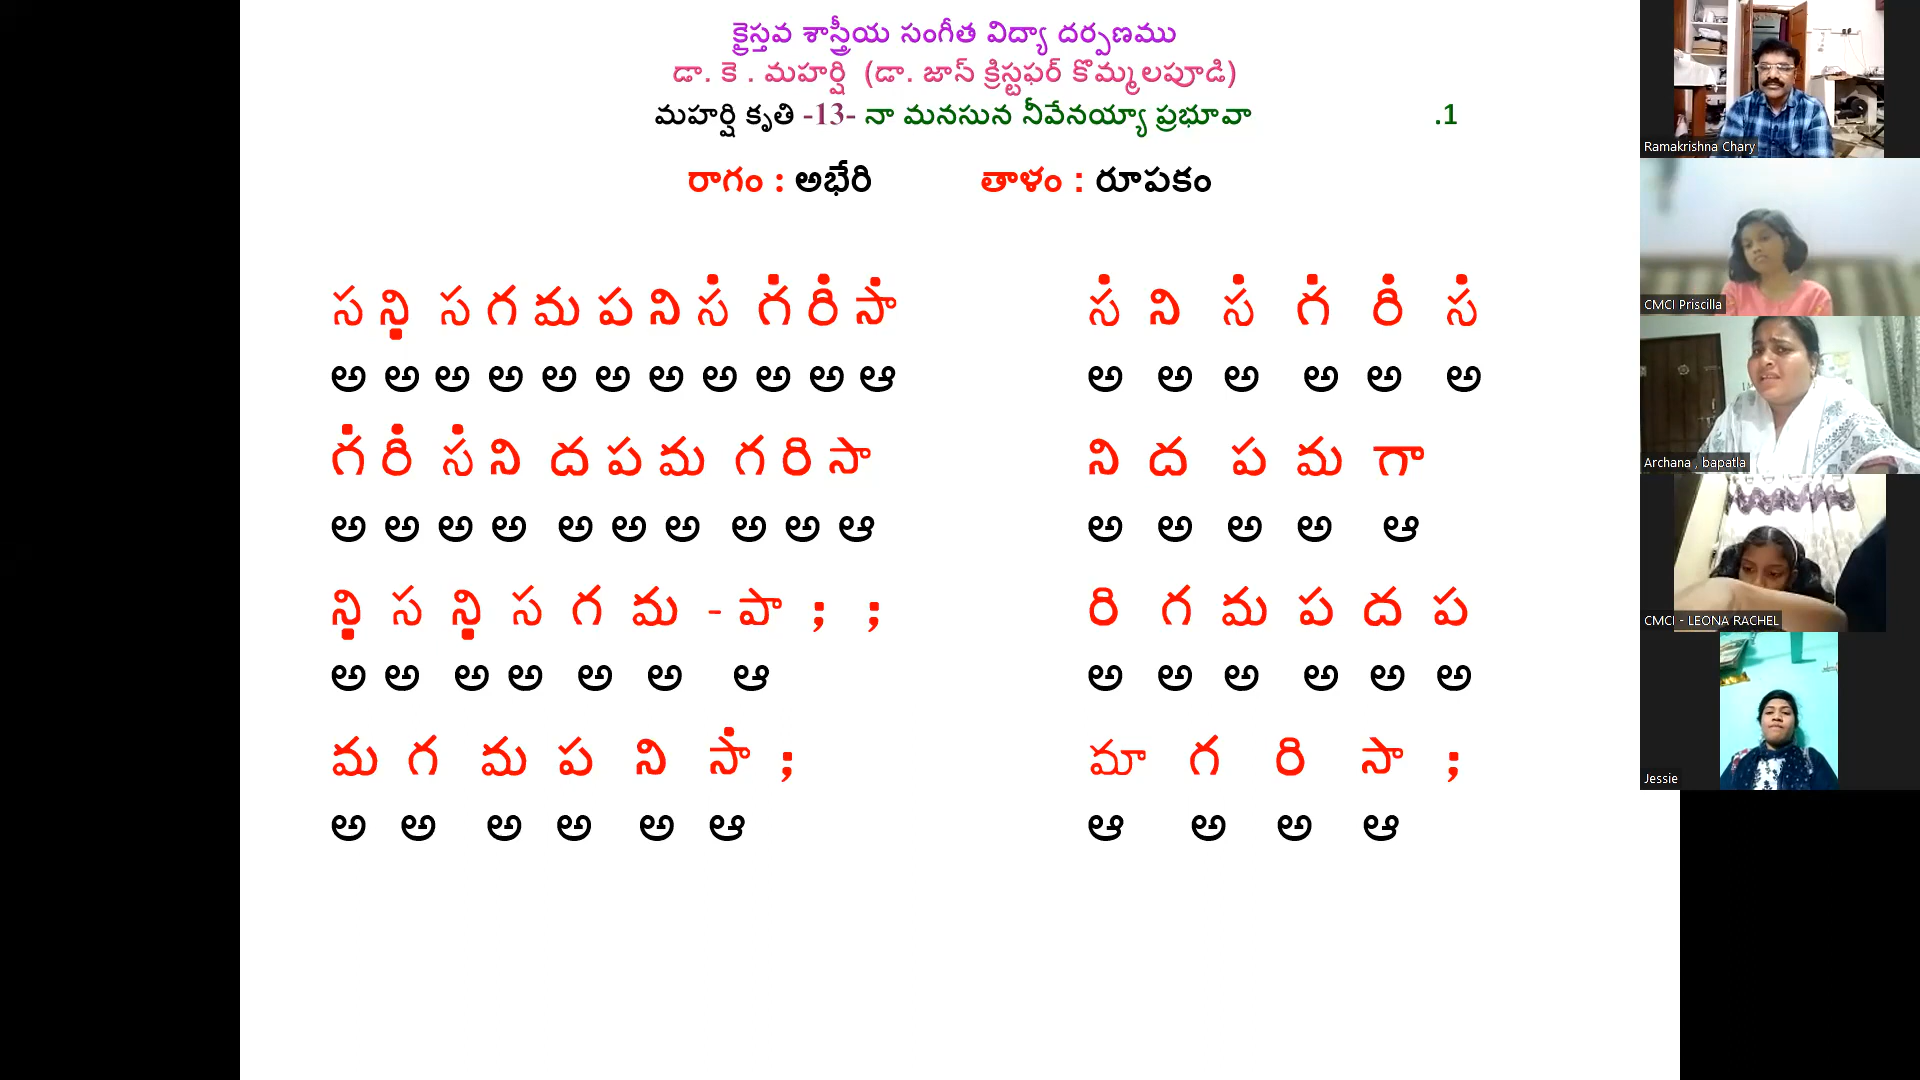 క్రైస్తవ శాస్త్రీయ సంగీత విద్యా దర్పణము
డా. కె . మహర్షి (డా. జాస్ క్రిస్టఫర్ కొమ్మలపూడి)
మహర్షి కృతి -13- నా మనసున నీవేనయ్యా ప్రభూవా .1
రాగం : అభేరి తాళం : రూపకం
స ని̣ స గ మ ప ని స̇ గ̇ రి̇ సా̇ స̇ ని స̇ గ̇ రి̇ స̇
అ అ అ అ అ అ అ అ అ అ ఆ అ అ అ అ అ అ
గ̇ రి̇ స̇ ని ద ప మ గ రి సా ని ద ప మ గా
అ అ అ అ అ అ అ అ అ ఆ అ అ అ అ ఆ
ని̣ స ని̣ స గ మ - పా ; ; రి గ మ ప ద ప
అ అ అ అ అ అ ఆ అ అ అ అ అ అ
మ గ మ ప ని సా̇ ; మా గ రి సా ;
అ అ అ అ అ ఆ ఆ అ అ ఆ
Ramakrishna Chary
CMCI Priscilla
Archana , bapatla
CMCI - LEONA RACHEL
Jessie